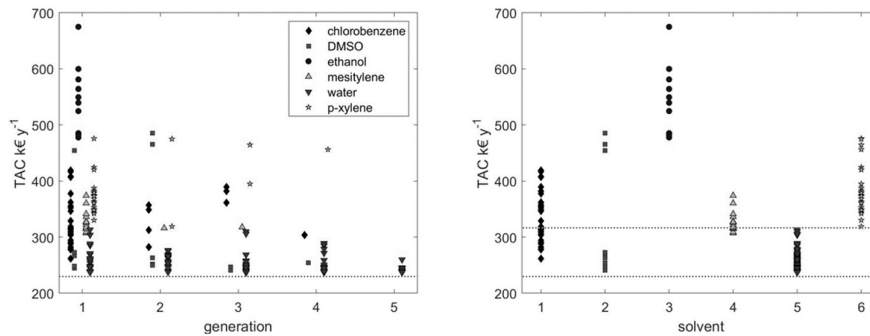 700
600
500
400
300
200
TAC k€ y-1
1
2
3
4
5
generation
chlorobenzene
DMSO
ethanol
mesitylene
water
p-xylene
700
600
500
400
300
200
TAC k€ y-1
1
2
3
4
5
6
solvent